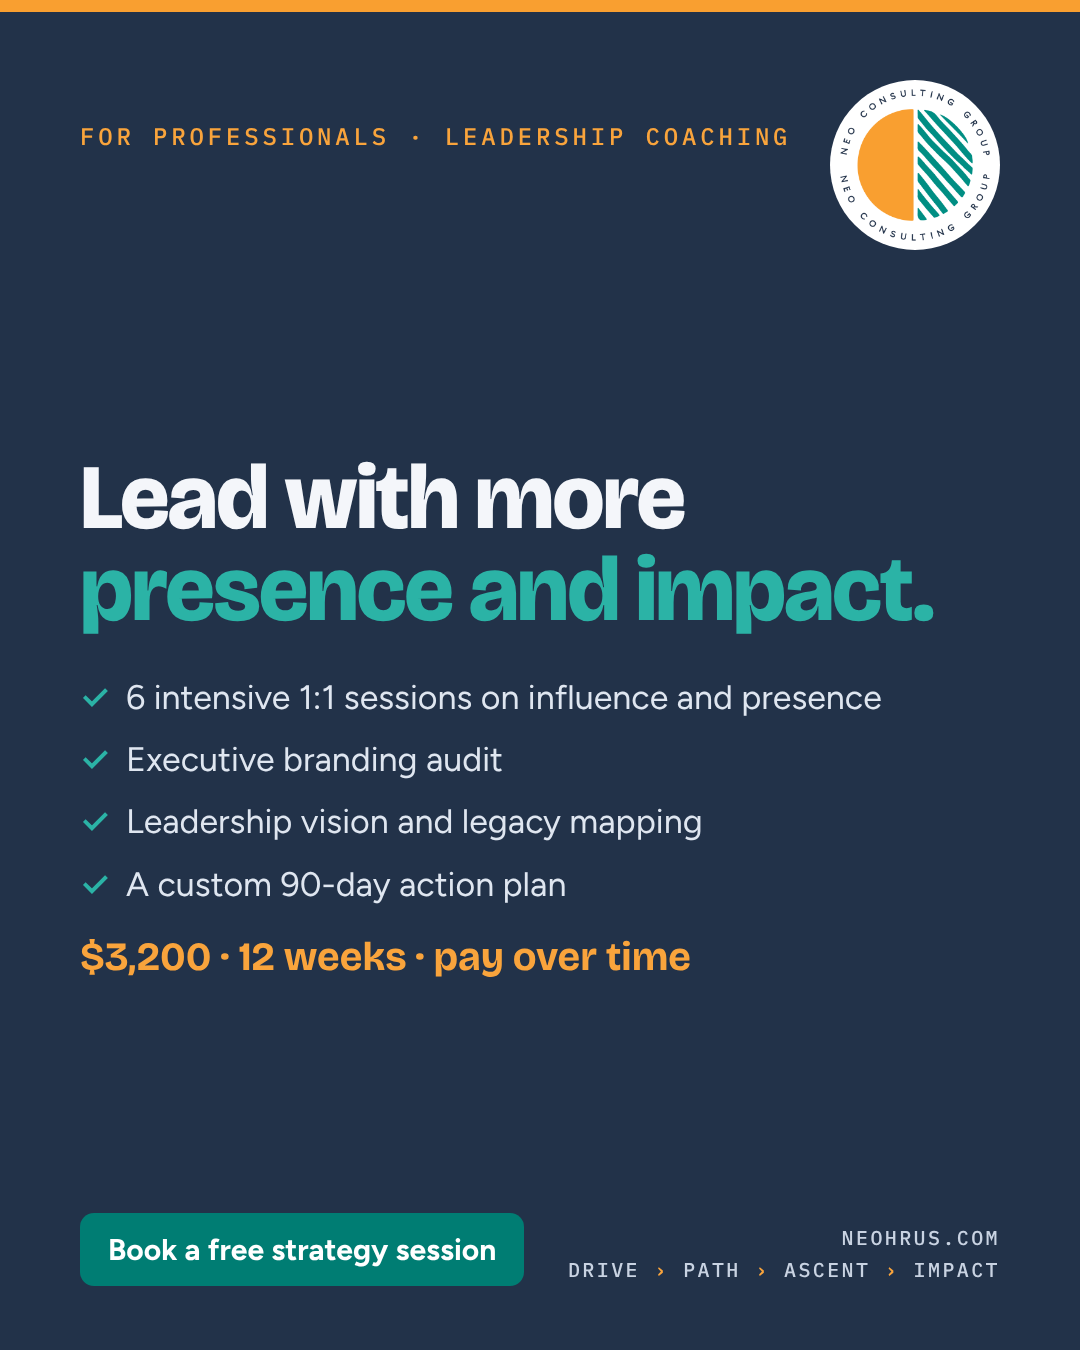 FOR PROFESSIONALS · LEADERSHIP COACHING
NEO CONSULTING GROUP
NEO CONSULTING GROUP
Lead with more
presence and impact.
6 intensive 1:1 sessions on influence and presence
Executive branding audit
Leadership vision and legacy mapping
A custom 90-day action plan
$3,200 · 12 weeks · pay over time
Book a free strategy session
NEOHRUS.COM
DRIVE › PATH › ASCENT › IMPACT